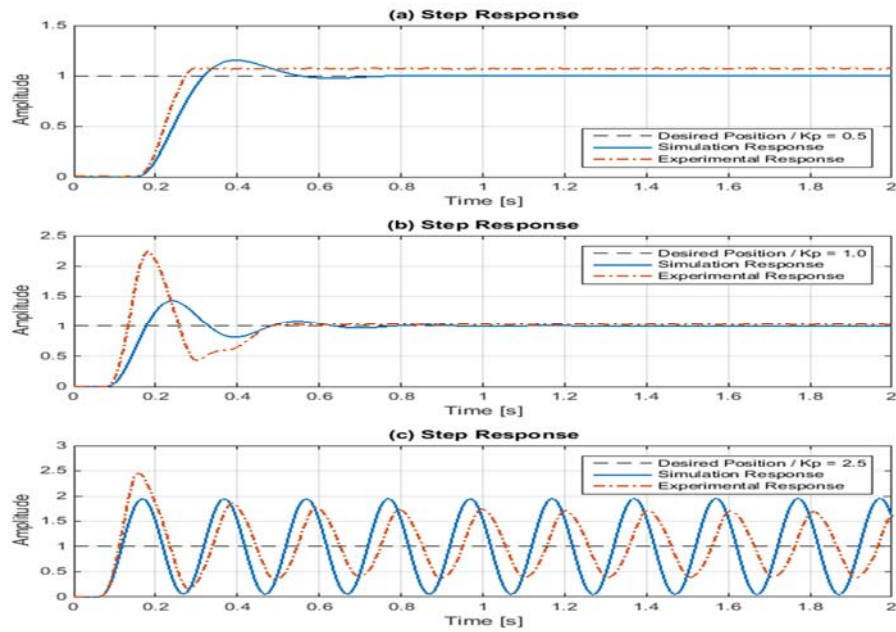 (a) Step Response
1.5
1
0.5
0
Amplitude
Desired Position / Kp = 0.5
Simulation Response
Experimental Response
0 0.2 0.4 0.6 0.8 1 1.2 1.4 1.6 1.8 2
Time [s]
(b) Step Response
2.5
2
1.5
1
0.5
0
Amplitude
Desired Position / Kp = 1.0
Simulation Response
Experimental Response
0 0.2 0.4 0.6 0.8 1 1.2 1.4 1.6 1.8 2
Time [s]
(c) Step Response
3
2.5
2
1.5
1
0.5
0
Amplitude
Desired Position / Kp = 2.5
Simulation Response
Experimental Response
0 0.2 0.4 0.6 0.8 1 1.2 1.4 1.6 1.8 2
Time [s]